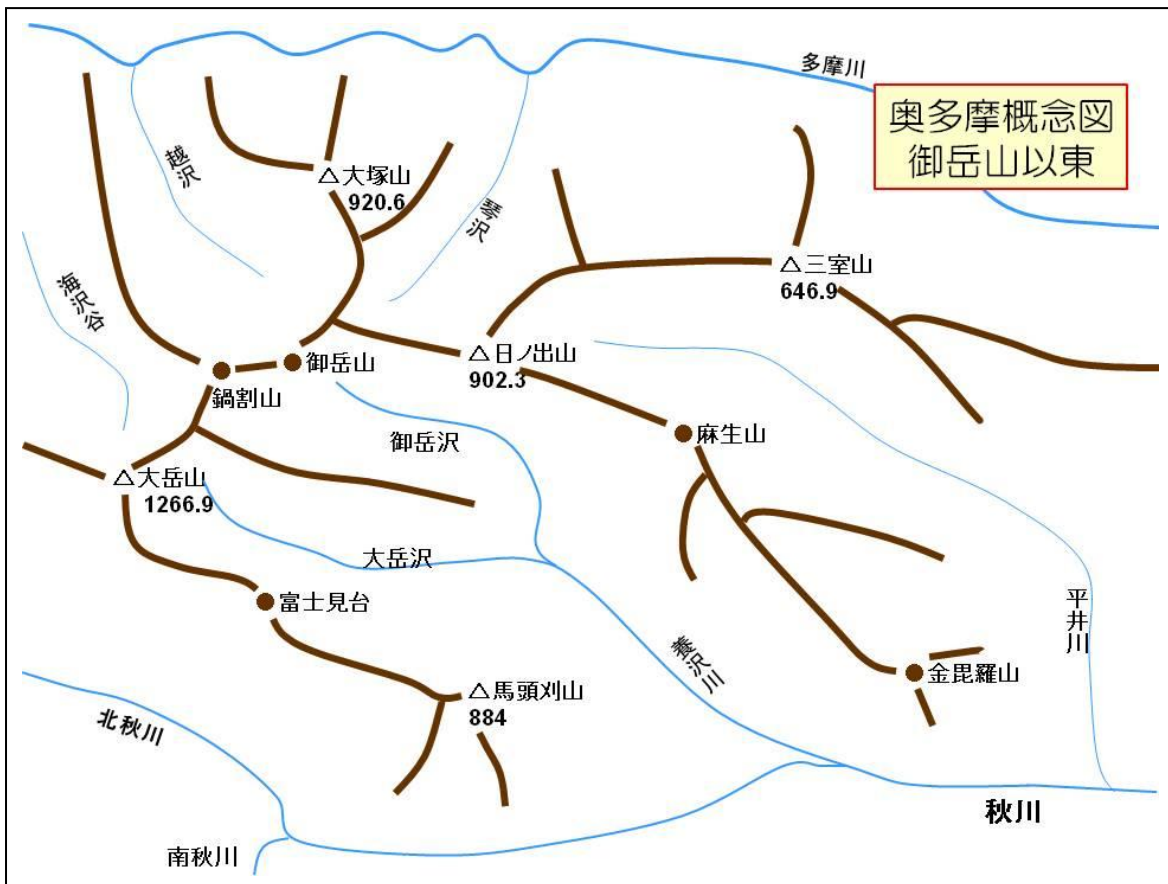 多摩川
奥多摩概念図
御岳山以東
越沢
△大塚山
920.6
琴沢
海沢谷
△三室山
646.9
御岳山
△日ノ出山
902.3
鍋割山
御岳沢
麻生山
△大岳山
1266.9
大岳沢
富士見台
平井川
養沢川
金毘羅山
△馬頭刈山
884
北秋川
秋川
南秋川